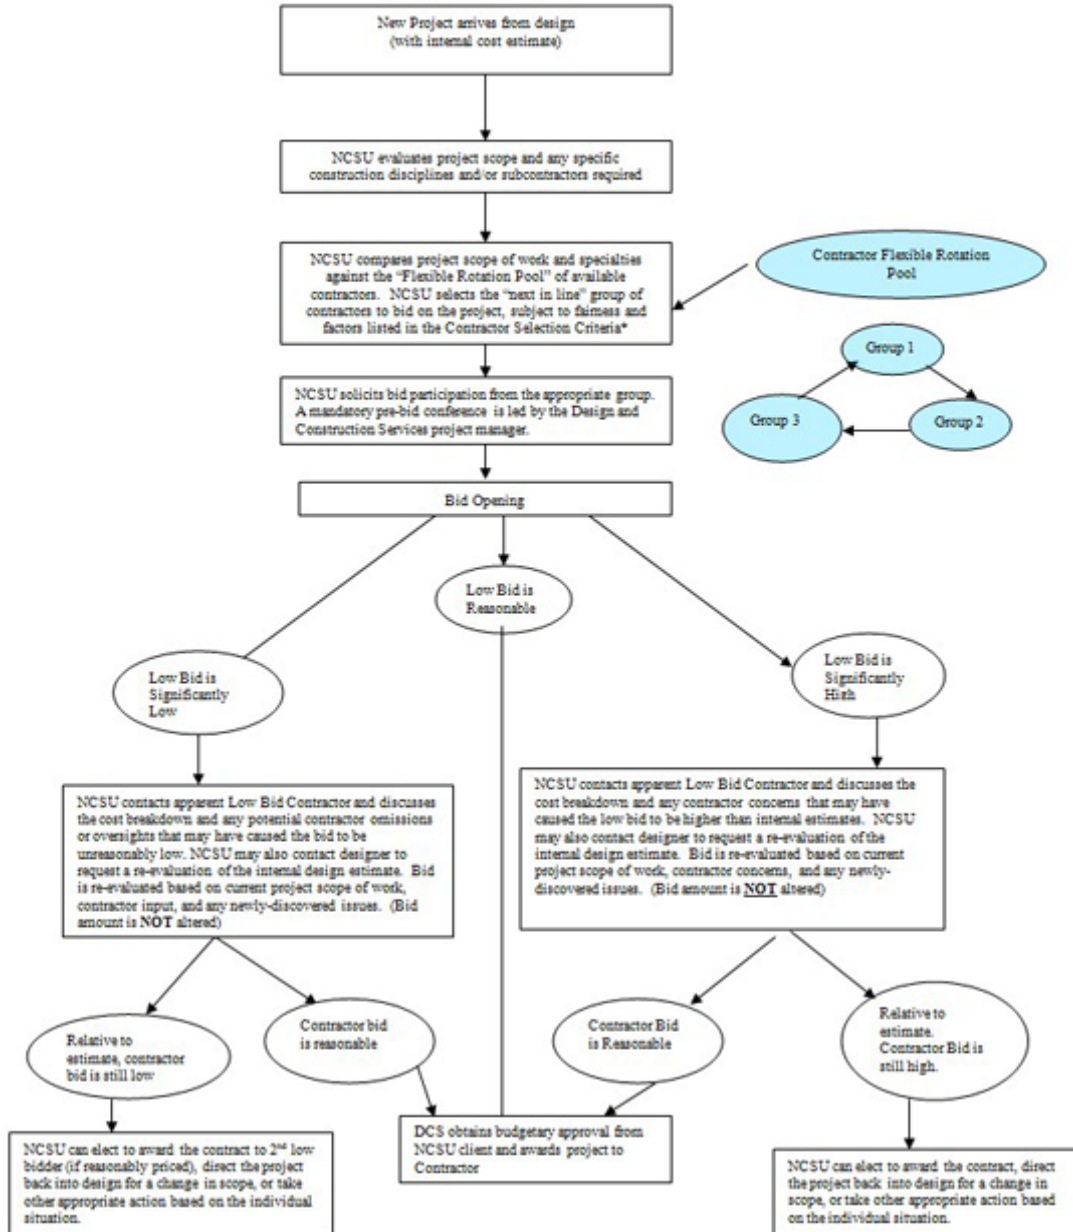 New Project arrives from design
(with internal cost estimate)
NCSU evaluates project scope and any specific
construction disciplines and/or subcontractors required
NCSU compares project scope of work and specialties
against the “Flexible Rotation Pool” of available
contractors. NCSU selects the “next in line” group of
contractors to bid on the project, subject to fairness and
factors listed in the Contractor Selection Criteria*
Contractor Flexible Rotation
Pool
Group 1
Group 3
Group 2
NCSU solicits bid participation from the appropriate group.
A mandatory pre-bid conference is led by the Design and
Construction Services project manager.
Bid Opening
Low Bid is
Reasonable
Low Bid is
Significantly
Low
Low Bid is
Significantly
High
NCSU contacts apparent Low Bid Contractor and discusses
the cost breakdown and any potential contractor omissions
or oversights that may have caused the bid to be
unreasonably low. NCSU may also contact designer to
request a re-evaluation of the internal design estimate. Bid
is re-evaluated based on current project scope of work,
contractor input, and any newly-discovered issues. (Bid
amount is NOT altered)
NCSU contacts apparent Low Bid Contractor and discusses the
cost breakdown and any contractor concerns that may have
caused the low bid to be higher than internal estimates. NCSU
may also contact designer to request a re-evaluation of the
internal design estimate. Bid is re-evaluated based on current
project scope of work, contractor concerns, and any newly-
discovered issues. (Bid amount is NOT altered)
Relative to
estimate, contractor
bid is still low
Contractor bid
is reasonable
Contractor Bid
is Reasonable
Relative to
estimate.
Contractor Bid is
still high.
NCSU can elect to award the contract to 2nd low
bidder (if reasonably priced), direct the project
back into design for a change in scope, or take
other appropriate action based on the individual
situation.
DCS obtains budgetary approval from
NCSU client and awards project to
Contractor
NCSU can elect to award the contract, direct
the project back into design for a change in
scope, or take other appropriate action based
on the individual situation.